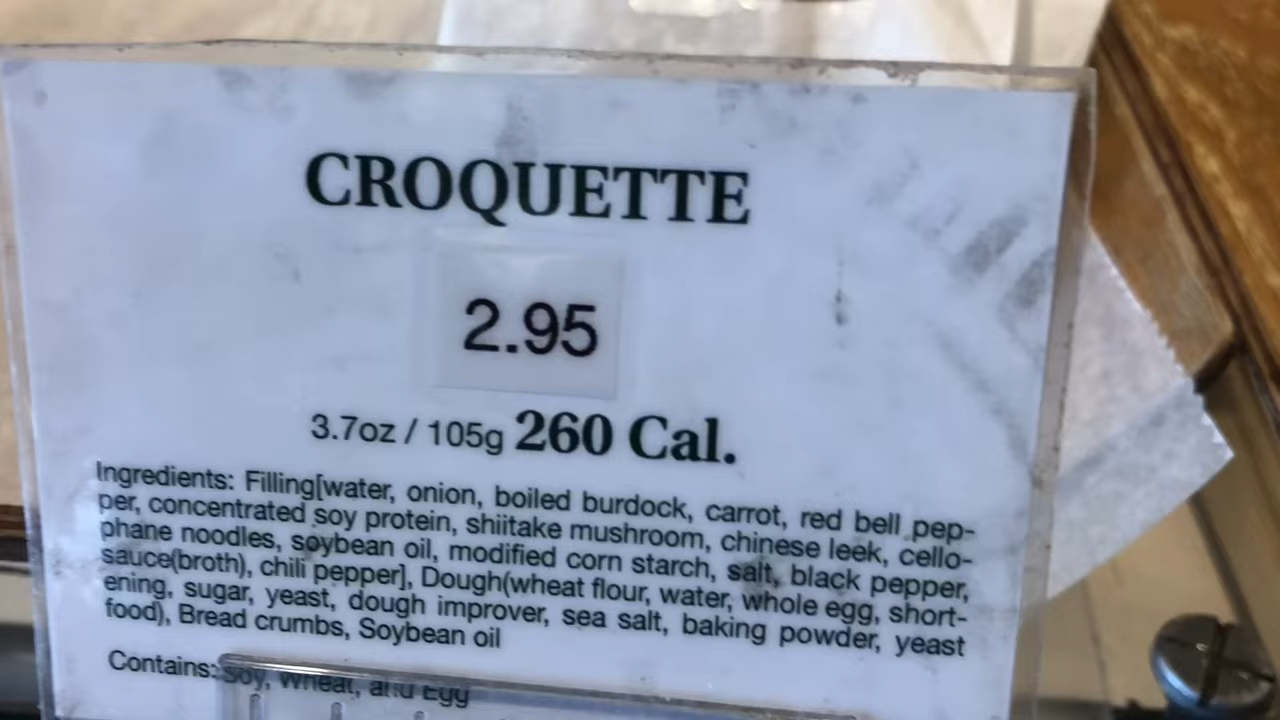 CROQUETTE
2.95
3.7oz / 105g 260 Cal.
Ingredients: Filling[water, onion, boiled burdock, carrot, red bell pep-
per, concentrated soy protein, shiitake mushroom, chinese leek, cello-
phane noodles, soybean oil, modified corn starch, salt, black pepper,
sauce(broth), chili pepper], Dough(wheat flour, water, whole egg, short-
ening, sugar, yeast, dough improver, sea salt, baking powder, yeast
food), Bread crumbs, Soybean oil
Contains: Soy, Wheat, and Egg